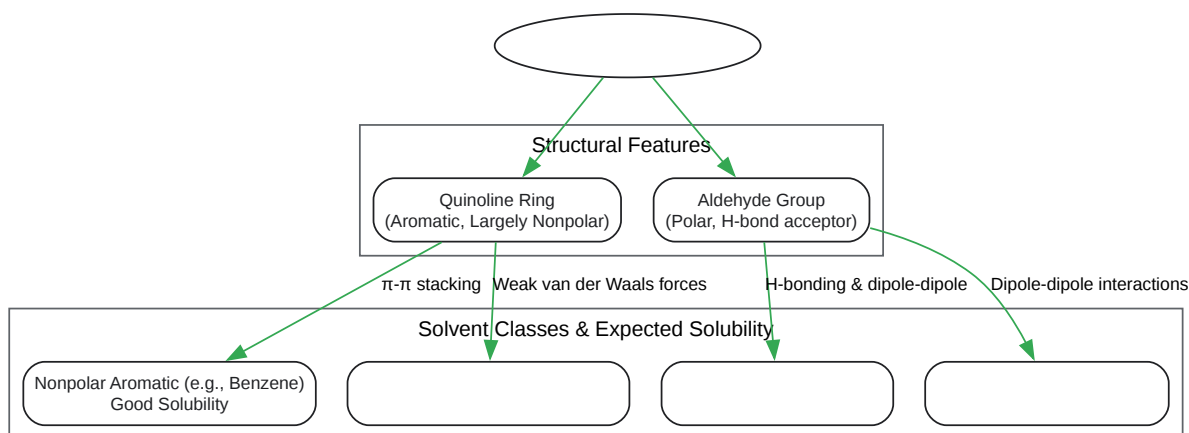 Structural Features
Quinoline Ring
(Aromatic, Largely Nonpolar)
Aldehyde Group
(Polar, H-bond acceptor)
π-π stacking
Weak van der Waals forces
H-bonding & dipole-dipole
Dipole-dipole interactions
Solvent Classes & Expected Solubility
Nonpolar Aromatic (e.g., Benzene)
Good Solubility